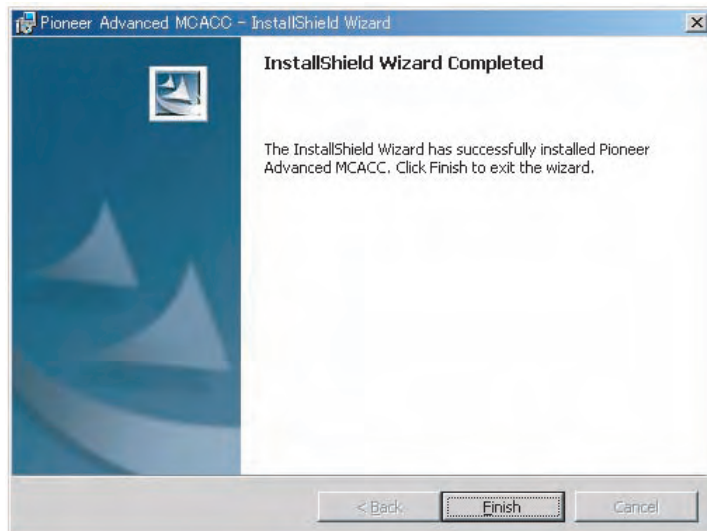 Pioneer Advanced MCACC - InstallShield Wizard
InstallShield Wizard Completed
The InstallShield Wizard has successfully installed Pioneer
Advanced MCACC. Click Finish to exit the wizard.
< Back
Finish
Cancel